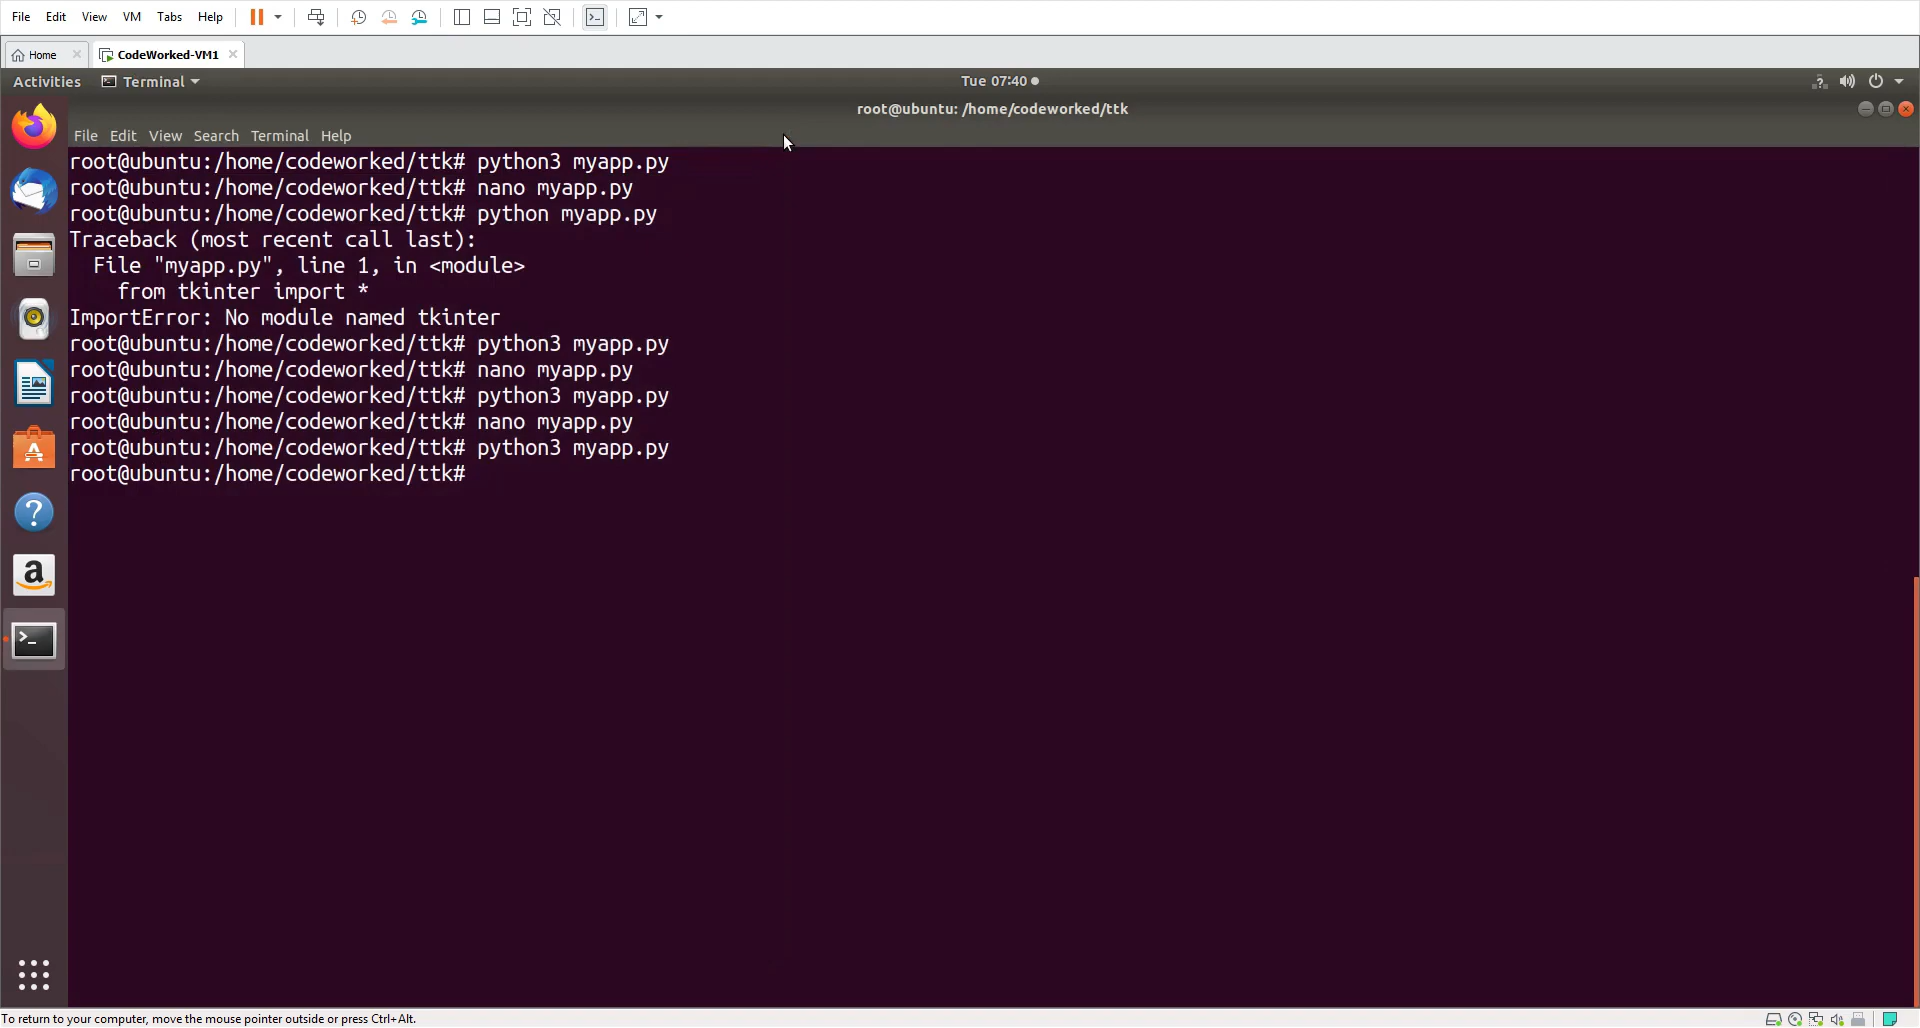 File Edit View VM Tabs Help
Home CodeWorked-VM1
Activities Terminal Tue 07:40
root@ubuntu: /home/codeworked/ttk
File Edit View Search Terminal Help
root@ubuntu:/home/codeworked/ttk# python3 myapp.py
root@ubuntu:/home/codeworked/ttk# nano myapp.py
root@ubuntu:/home/codeworked/ttk# python myapp.py
Traceback (most recent call last):
  File "myapp.py", line 1, in <module>
    from tkinter import *
ImportError: No module named tkinter
root@ubuntu:/home/codeworked/ttk# python3 myapp.py
root@ubuntu:/home/codeworked/ttk# nano myapp.py
root@ubuntu:/home/codeworked/ttk# python3 myapp.py
root@ubuntu:/home/codeworked/ttk# nano myapp.py
root@ubuntu:/home/codeworked/ttk# python3 myapp.py
root@ubuntu:/home/codeworked/ttk#
To return to your computer, move the mouse pointer outside or press Ctrl+Alt.